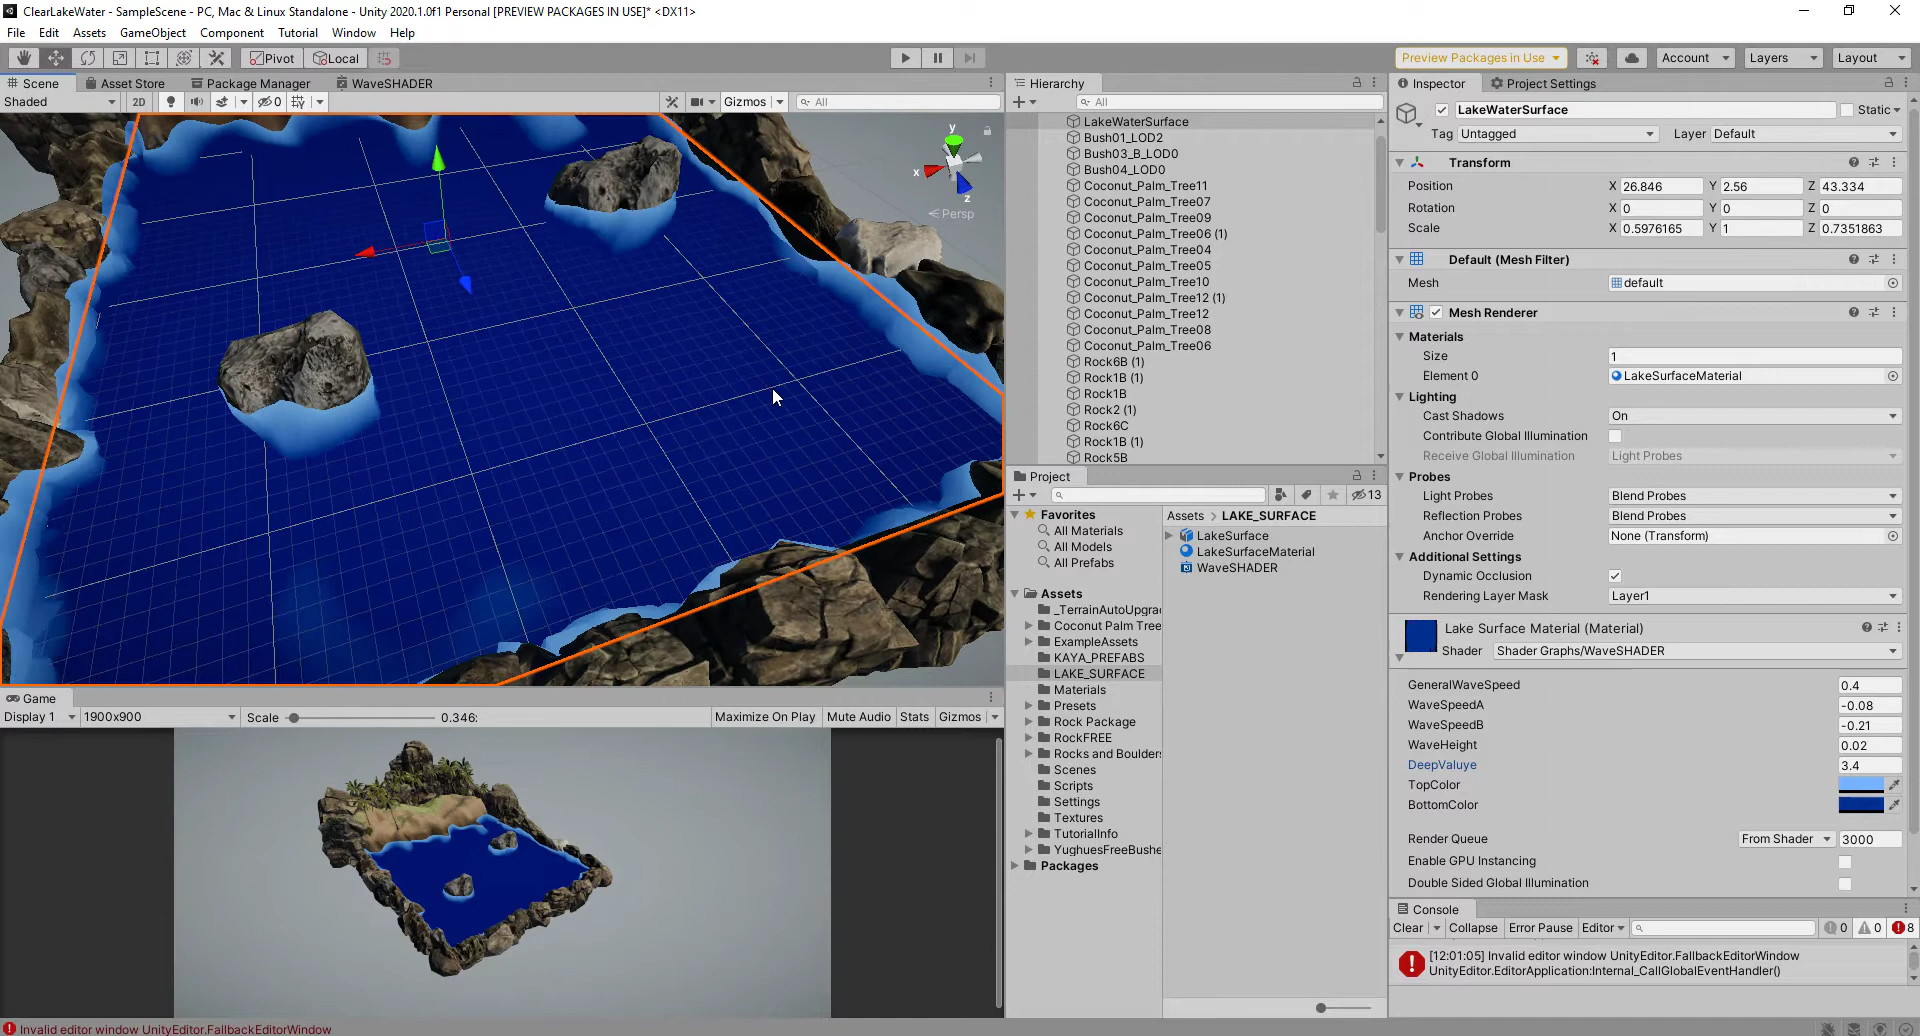 ClearLakeWater - SampleScene - PC, Mac & Linux Standalone - Unity 2020.1.0f1 Personal [PREVIEW PACKAGES IN USE]* <DX11>
File Edit Assets GameObject Component Tutorial Window Help
Pivot Local Preview Packages in Use Account Layers Layout
Scene Asset Store Package Manager WaveSHADER
Shaded 2D 0 Gizmos All
y
x
z
Persp
Game
Display 1 1900x900 Scale 0.346: Maximize On Play Mute Audio Stats Gizmos
Hierarchy
All
LakeWaterSurface
Bush01_LOD2
Bush03_B_LOD0
Bush04_LOD0
Coconut_Palm_Tree11
Coconut_Palm_Tree07
Coconut_Palm_Tree09
Coconut_Palm_Tree06 (1)
Coconut_Palm_Tree04
Coconut_Palm_Tree05
Coconut_Palm_Tree10
Coconut_Palm_Tree12 (1)
Coconut_Palm_Tree12
Coconut_Palm_Tree08
Coconut_Palm_Tree06
Rock6B (1)
Rock1B (1)
Rock1B
Rock2 (1)
Rock6C
Rock1B (1)
Rock5B
Project
13
Favorites
All Materials
All Models
All Prefabs
Assets
_TerrainAutoUpgrad
Coconut Palm Tree
ExampleAssets
KAYA_PREFABS
LAKE_SURFACE
Materials
Presets
Rock Package
RockFREE
Rocks and Boulders
Scenes
Scripts
Settings
Textures
TutorialInfo
YughuesFreeBushe
Packages
Assets > LAKE_SURFACE
LakeSurface
LakeSurfaceMaterial
WaveSHADER
Inspector Project Settings
LakeWaterSurface Static
Tag Untagged Layer Default
Transform
Position X 26.846 Y 2.56 Z 43.334
Rotation X 0 Y 0 Z 0
Scale X 0.5976165 Y 1 Z 0.7351863
Default (Mesh Filter)
Mesh default
Mesh Renderer
Materials
Size 1
Element 0 LakeSurfaceMaterial
Lighting
Cast Shadows On
Contribute Global Illumination
Receive Global Illumination Light Probes
Probes
Light Probes Blend Probes
Reflection Probes Blend Probes
Anchor Override None (Transform)
Additional Settings
Dynamic Occlusion
Rendering Layer Mask Layer1
Lake Surface Material (Material)
Shader Shader Graphs/WaveSHADER
GeneralWaveSpeed 0.4
WaveSpeedA -0.08
WaveSpeedB -0.21
WaveHeight 0.02
DeepValuye 3.4
TopColor
BottomColor
Render Queue From Shader 3000
Enable GPU Instancing
Double Sided Global Illumination
Console
Clear Collapse Error Pause Editor 0 0 8
[12:01:05] Invalid editor window UnityEditor.FallbackEditorWindow
UnityEditor.EditorApplication:Internal_CallGlobalEventHandler()
Invalid editor window UnityEditor.FallbackEditorWindow